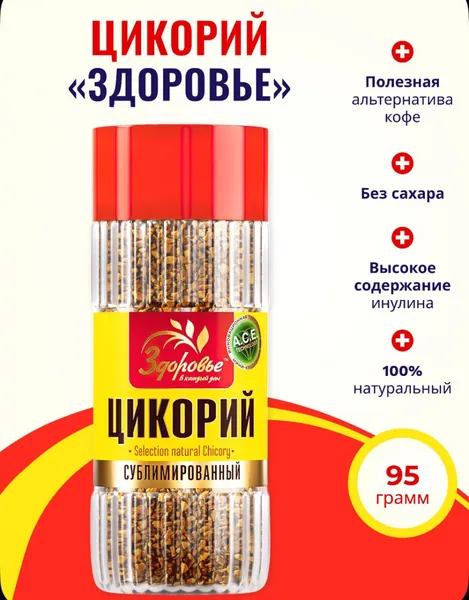 ЦИКОРИЙ
«ЗДОРОВЬЕ»
Полезная
альтернатива
кофе
Без сахара
Высокое
содержание
инулина
100%
натуральный
Здоровье
в каждый дом
A.C.E
ЦИКОРИЙ
- Selection natural Chicory -
СУБЛИМИРОВАННЫЙ
95
грамм